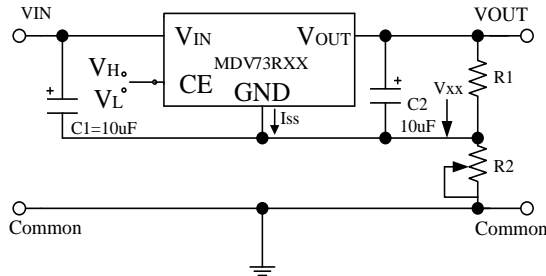 VIN
VOUT
VIN
VOUT
MDV73RXX
VH
VL
CE
GND
R1
C1=10uF
Iss
C2
10uF
Vxx
R2
Common
Common